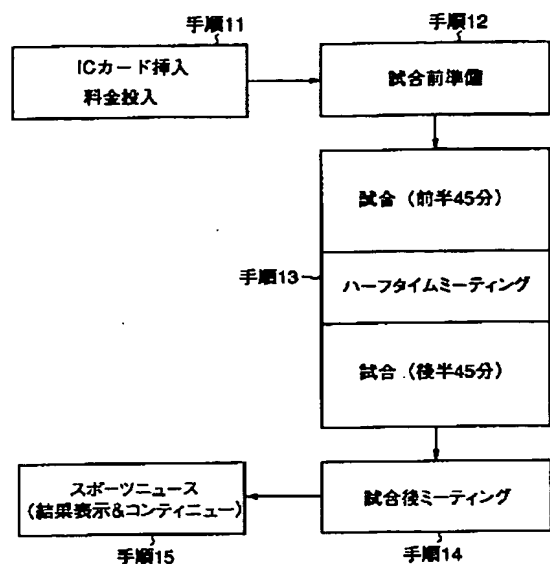 手順11
ICカード挿入
料金投入
手順12
試合前準備
試合（前半45分）
手順13
ハーフタイムミーティング
試合（後半45分）
試合後ミーティング
手順14
スポーツニュース
（結果表示&コンティニュー）
手順15